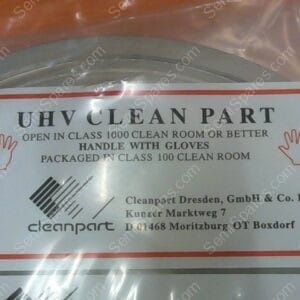 UHV CLEAN PART
OPEN IN CLASS 1000 CLEAN ROOM OR BETTER
HANDLE WITH GLOVES
PACKAGED IN CLASS 100 CLEAN ROOM
cleanpart
Cleanpart Dresden, GmbH & Co.
Kunzer Marktweg 7
D 01468 Moritzburg OT Boxdorf